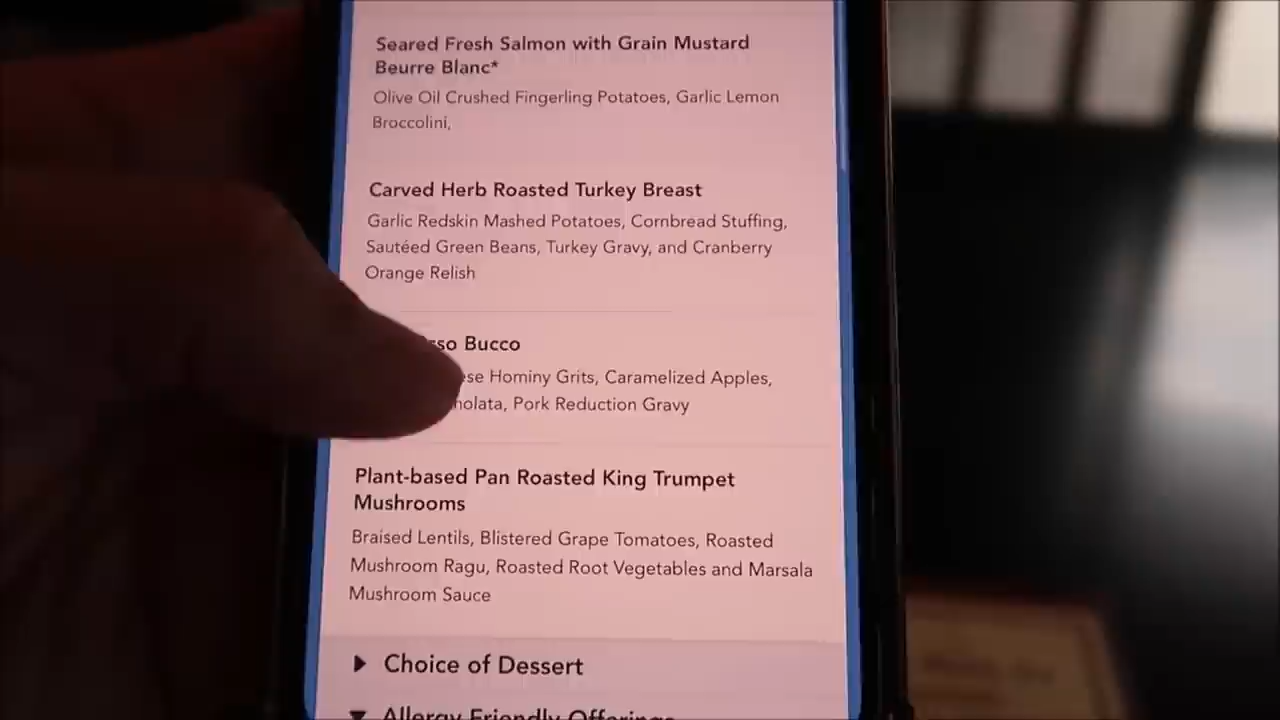 Seared Fresh Salmon with Grain Mustard
Beurre Blanc*
Olive Oil Crushed Fingerling Potatoes, Garlic Lemon
Broccolini,
Carved Herb Roasted Turkey Breast
Garlic Redskin Mashed Potatoes, Cornbread Stuffing,
Sautéed Green Beans, Turkey Gravy, and Cranberry
Orange Relish
Bucco
Hominy Grits, Caramelized Apples,
Pork Reduction Gravy
Plant-based Pan Roasted King Trumpet
Mushrooms
Braised Lentils, Blistered Grape Tomatoes, Roasted
Mushroom Ragu, Roasted Root Vegetables and Marsala
Mushroom Sauce
Choice of Dessert
Allergy Friendly Offerings